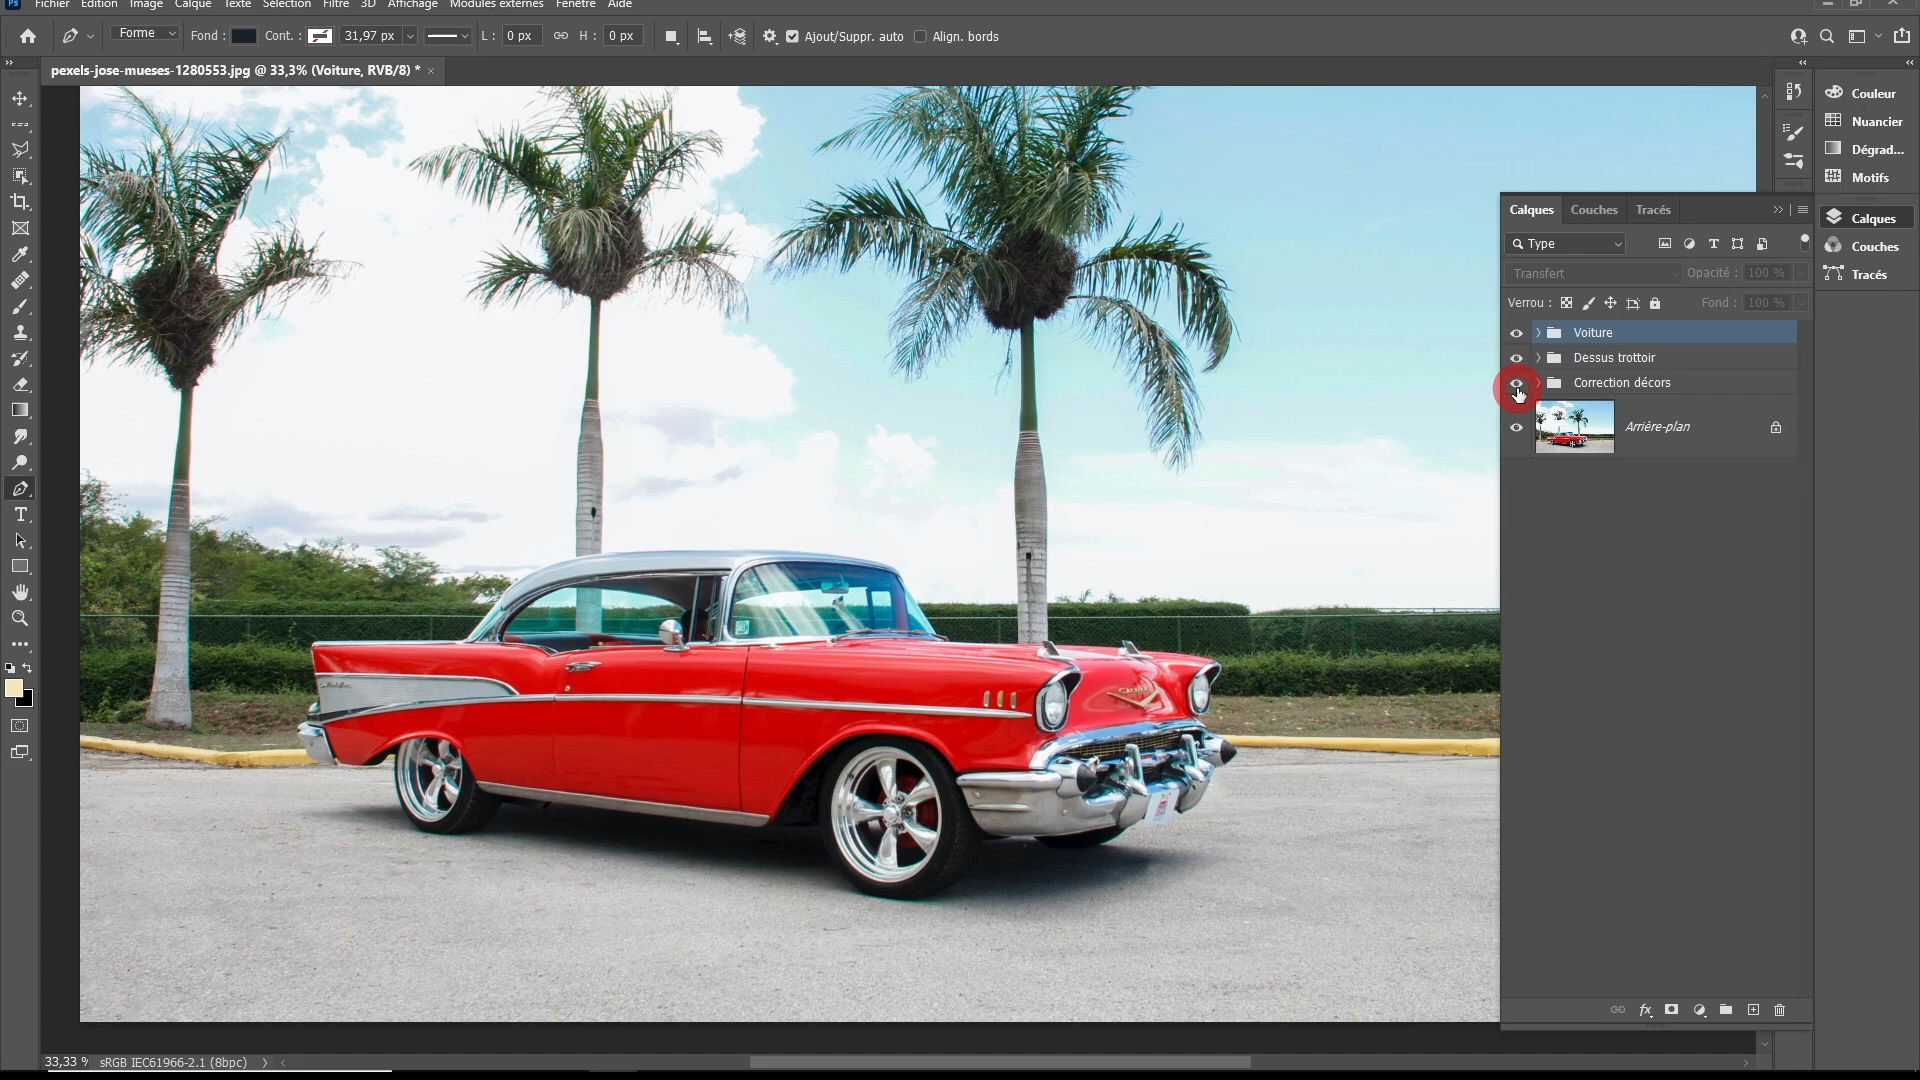 Ps Fichier Edition Image Calque Texte Sélection Filtre 3D Affichage Modules externes Fenêtre Aide
Forme Fond : Cont. : 31,97 px L : 0 px H : 0 px Ajout/Suppr. auto Align. bords
pexels-jose-mueses-1280553.jpg @ 33,3% (Voiture, RVB/8) * ×
Couleur
Nuancier
Dégrad...
Motifs
Calques
Couches
Tracés
Calques Couches Tracés
Type
Transfert Opacité : 100 %
Verrou : Fond : 100 %
Voiture
Dessus trottoir
Correction décors
Arrière-plan
fx
33,33 % sRGB IEC61966-2.1 (8bpc)